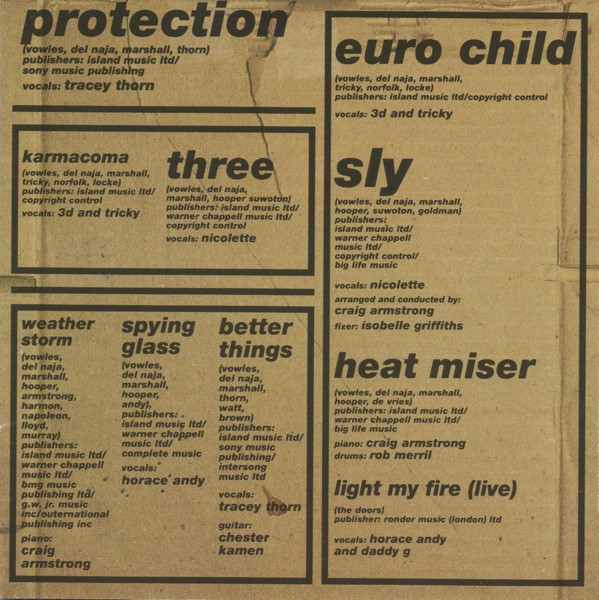 protection
(vowles, del naja, marshall, thorn)
publishers: island music ltd/
sony music publishing
vocals: tracey thorn
karmacoma
(vowles, del naja, marshall,
tricky, norfolk, locke)
publishers: island music ltd/
copyright control
vocals: 3d and tricky
three
(vowles, del naja,
marshall, hooper suwoton)
publishers: island music ltd/
warner chappell music ltd/
copyright control
vocals: nicolette
weather
storm
(vowles,
del naja,
marshall,
hooper,
armstrong,
harmon,
napoleon,
lloyd,
murray)
publishers:
island music ltd/
warner chappell
music ltd/
bmg music
publishing ltd/
g.w. jr. music
inc/outernational
publishing inc
piano:
craig
armstrong
spying
glass
(vowles,
del naja,
marshall,
hooper,
andy),
publishers:
island music ltd/
warner chappell
music ltd/
complete music
vocals:
horace andy
better
things
(vowles,
del naja,
marshall,
thorn,
watt,
brown)
publishers:
island music ltd/
sony music
publishing/
intersong
music ltd
vocals:
tracey thorn
guitar:
chester
kamen
euro child
(vowles, del naja, marshall,
tricky, norfolk, locke)
publishers: island music ltd/copyright control
vocals: 3d and tricky
sly
(vowles, del naja, marshall,
hooper, suwoton, goldman)
publishers:
island music ltd/
warner chappell
music ltd/
copyright control/
big life music
vocals: nicolette
arranged and conducted by:
craig armstrong
fixer: isobelle griffiths
heat miser
(vowles, del naja, marshall,
hooper, de vries)
publishers: island music ltd/
warner chappell music ltd/
big life music
piano: craig armstrong
drums: rob merril
light my fire (live)
(the doors)
publisher: rondor music (london) ltd
vocals: horace andy
and daddy g